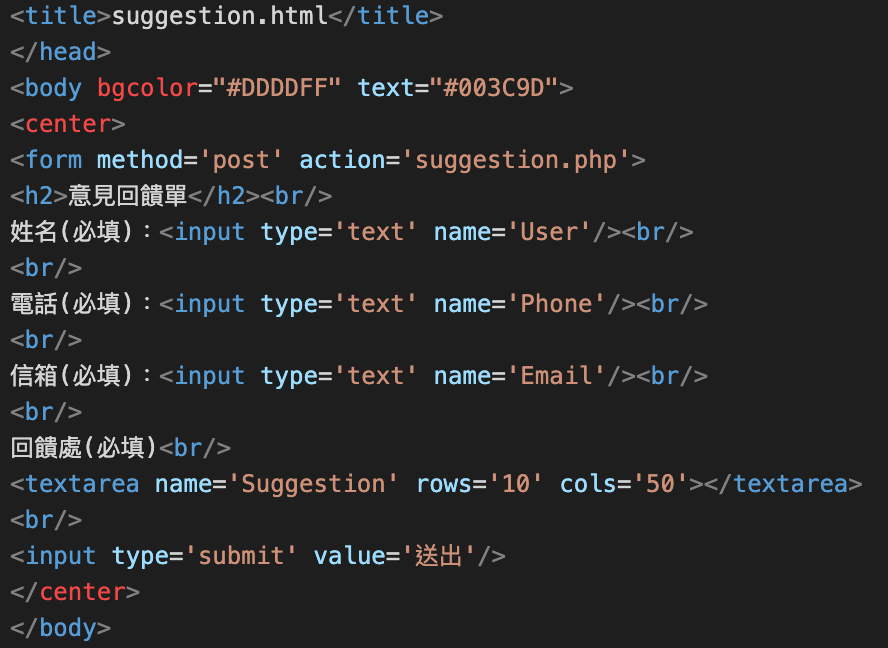 <title>suggestion.html</title>
</head>
<body bgcolor="#DDDDFF" text="#003C9D">
<center>
<form method='post' action='suggestion.php'>
<h2>意見回饋單</h2><br/>
姓名(必填)：<input type='text' name='User'/><br/>
<br/>
電話(必填)：<input type='text' name='Phone'/><br/>
<br/>
信箱(必填)：<input type='text' name='Email'/><br/>
<br/>
回饋處(必填)<br/>
<textarea name='Suggestion' rows='10' cols='50'></textarea>
<br/>
<input type='submit' value='送出'/>
</center>
</body>